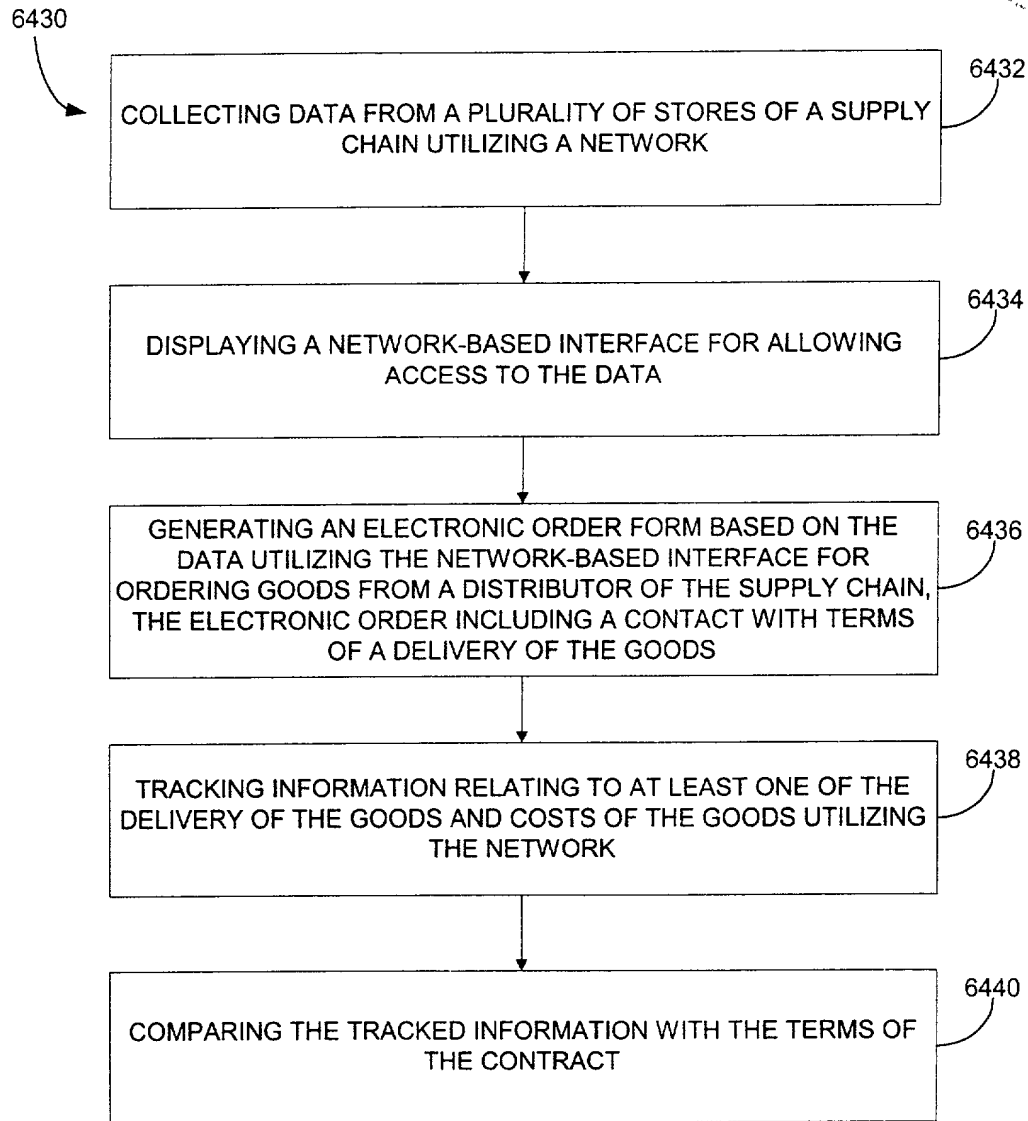 6430
6432
COLLECTING DATA FROM A PLURALITY OF STORES OF A SUPPLY
CHAIN UTILIZING A NETWORK
6434
DISPLAYING A NETWORK-BASED INTERFACE FOR ALLOWING
ACCESS TO THE DATA
6436
GENERATING AN ELECTRONIC ORDER FORM BASED ON THE
DATA UTILIZING THE NETWORK-BASED INTERFACE FOR
ORDERING GOODS FROM A DISTRIBUTOR OF THE SUPPLY CHAIN,
THE ELECTRONIC ORDER INCLUDING A CONTACT WITH TERMS
OF A DELIVERY OF THE GOODS
6438
TRACKING INFORMATION RELATING TO AT LEAST ONE OF THE
DELIVERY OF THE GOODS AND COSTS OF THE GOODS UTILIZING
THE NETWORK
6440
COMPARING THE TRACKED INFORMATION WITH THE TERMS OF
THE CONTRACT